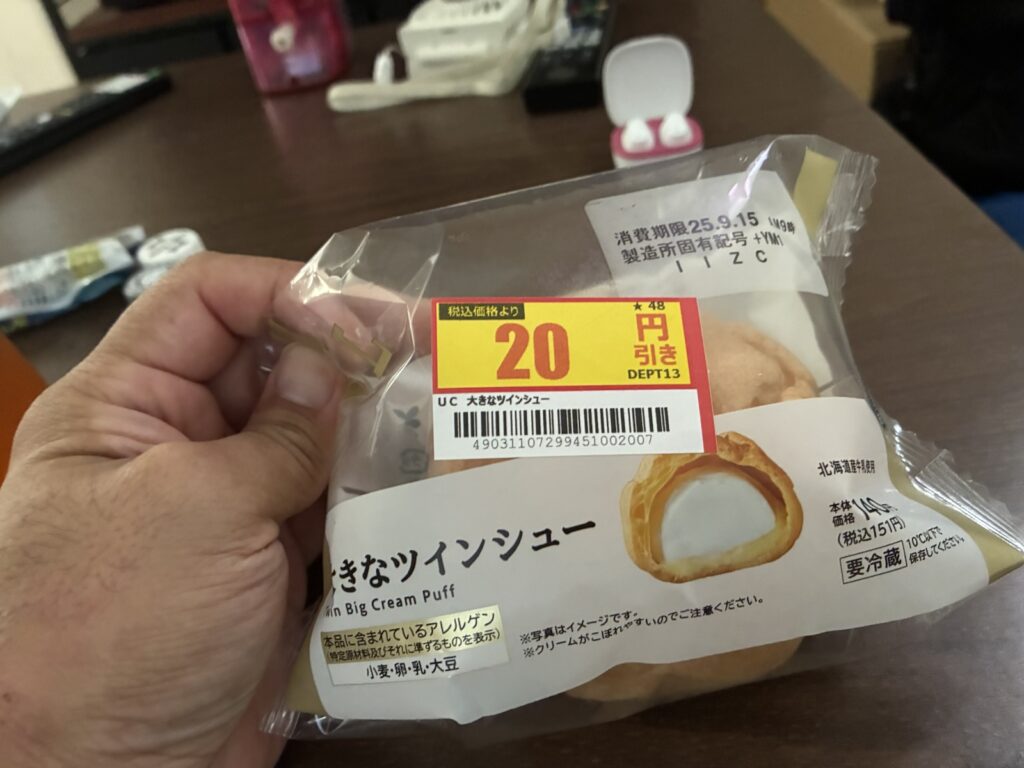 消費期限25.9.15 AM9時
製造所固有記号 +YM1
I I Z C
税込価格より
★ 48
20
円
引き
DEPT13
UC 大きなツインシュー
49031107299451002007
北海道産牛乳使用
本体
価格
(税込151円)
要冷蔵
10℃以下で
保存してください。
きなツインシュー
in Big Cream Puff
本品に含まれているアレルゲン
(特定原材料及びそれに準ずるものを表示)
小麦・卵・乳・大豆
※写真はイメージです。
※クリームがこぼれやすいのでご注意ください。